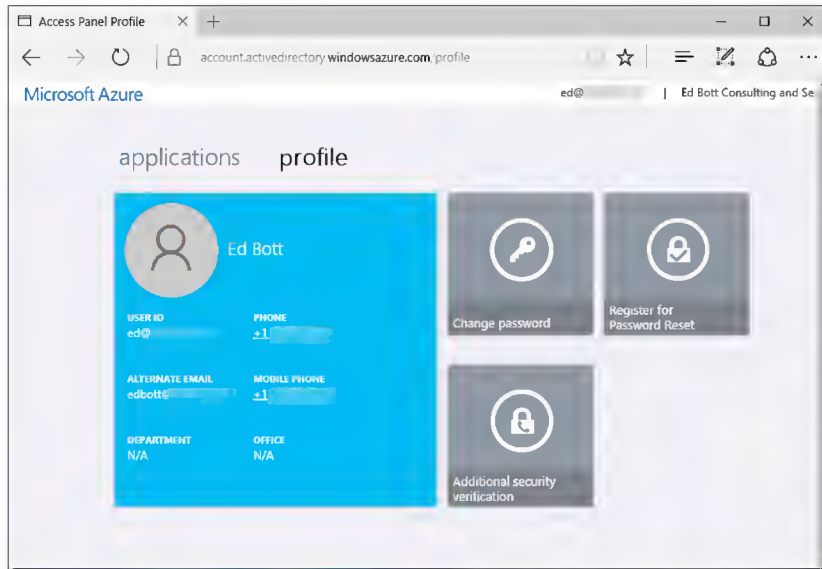 Access Panel Profile
account.activedirectory.windowsazure.com/profile
Microsoft Azure
ed@ | Ed Bott Consulting and Se
applications profile
Ed Bott
USER ID PHONE
ed@ +1
ALTERNATE EMAIL MOBILE PHONE
edbott@ +1
DEPARTMENT OFFICE
N/A N/A
Change password
Register for
Password Reset
Additional security
verification